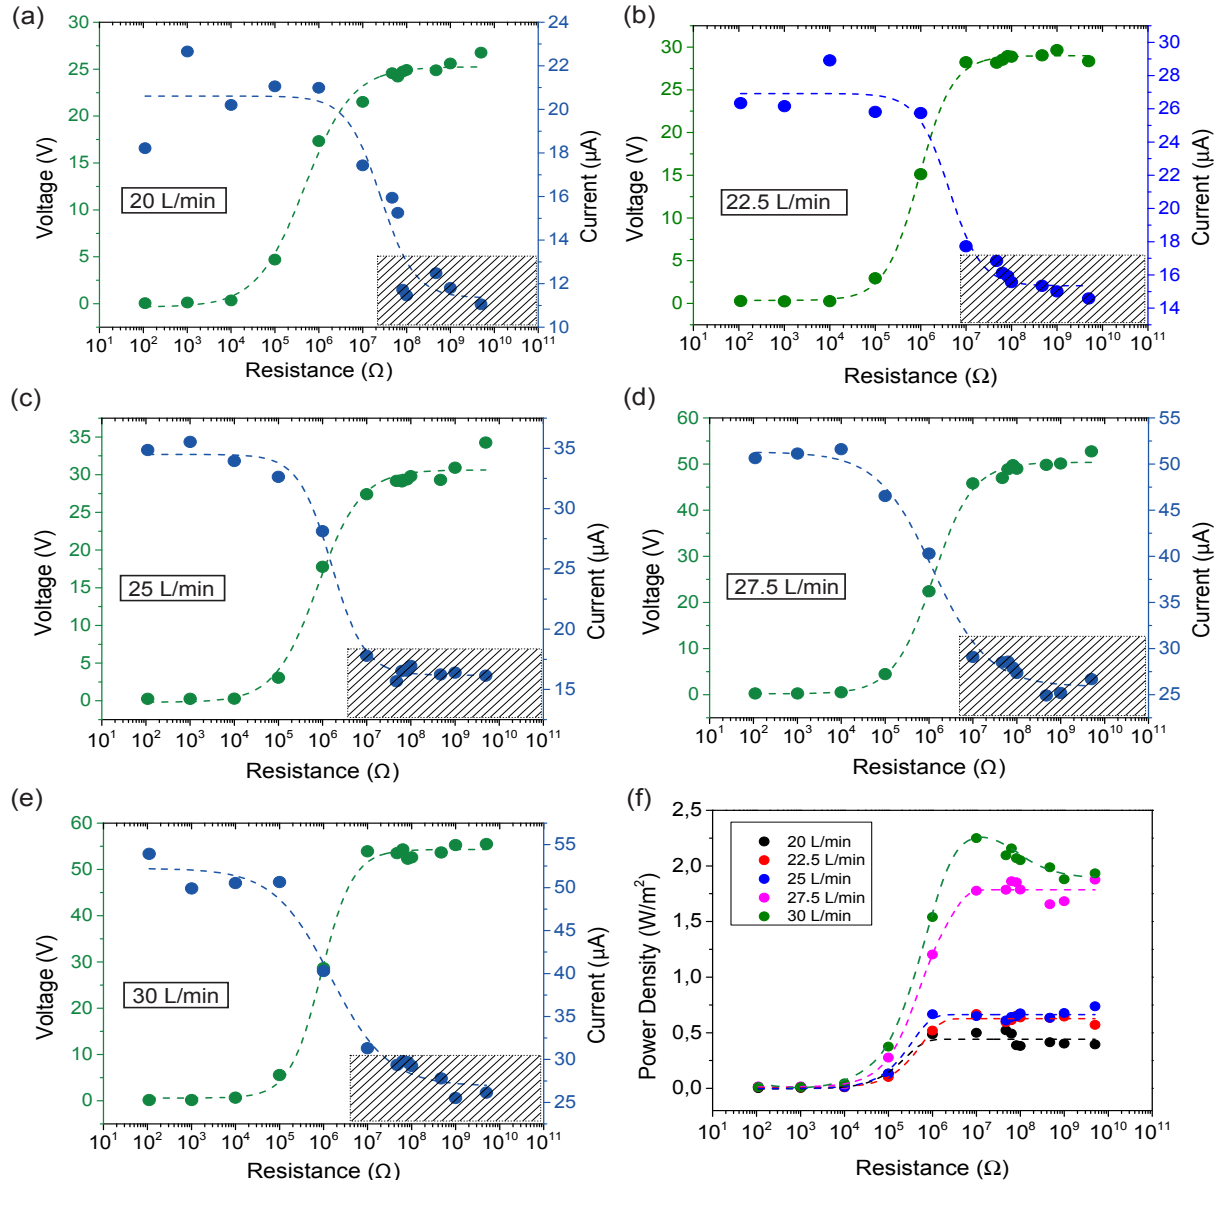 (a)
30
25
20
15
10
5
0
Voltage (V)
20 L/min
24
22
20
18
16
14
12
10
Current (µA)
10¹ 10² 10³ 10⁴ 10⁵ 10⁶ 10⁷ 10⁸ 10⁹ 10¹⁰ 10¹¹
Resistance (Ω)
(b)
30
25
20
15
10
5
0
Voltage (V)
22.5 L/min
30
28
26
24
22
20
18
16
14
Current (µA)
10¹ 10² 10³ 10⁴ 10⁵ 10⁶ 10⁷ 10⁸ 10⁹ 10¹⁰ 10¹¹
Resistance (Ω)
(c)
35
30
25
20
15
10
5
0
Voltage (V)
25 L/min
35
30
25
20
15
Current (µA)
10¹ 10² 10³ 10⁴ 10⁵ 10⁶ 10⁷ 10⁸ 10⁹ 10¹⁰ 10¹¹
Resistance (Ω)
(d)
60
50
40
30
20
10
0
Voltage (V)
27.5 L/min
55
50
45
40
35
30
25
Current (µA)
10¹ 10² 10³ 10⁴ 10⁵ 10⁶ 10⁷ 10⁸ 10⁹ 10¹⁰ 10¹¹
Resistance (Ω)
(e)
60
50
40
30
20
10
0
Voltage (V)
30 L/min
55
50
45
40
35
30
25
Current (µA)
10¹ 10² 10³ 10⁴ 10⁵ 10⁶ 10⁷ 10⁸ 10⁹ 10¹⁰ 10¹¹
Resistance (Ω)
(f)
2,5
2,0
1,5
1,0
0,5
0,0
Power Density (W/m²)
20 L/min
22.5 L/min
25 L/min
27.5 L/min
30 L/min
10¹ 10² 10³ 10⁴ 10⁵ 10⁶ 10⁷ 10⁸ 10⁹ 10¹⁰ 10¹¹
Resistance (Ω)